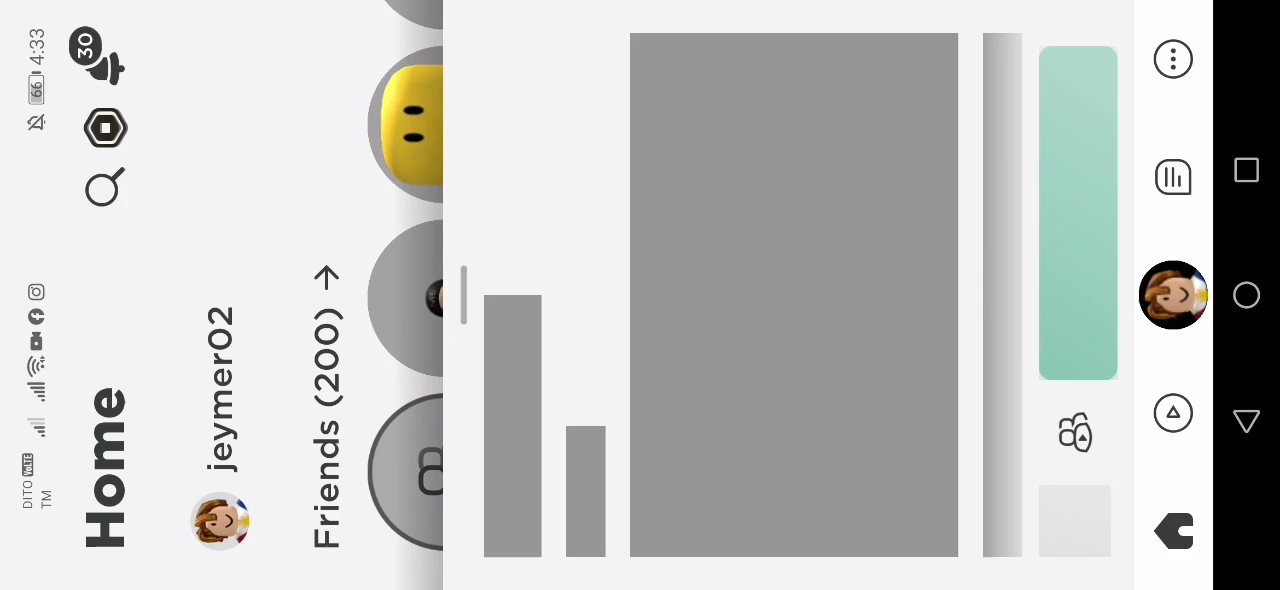 DITO VoLTE
TM
66 4:33
Home
30
jeymer02
Friends (200) →